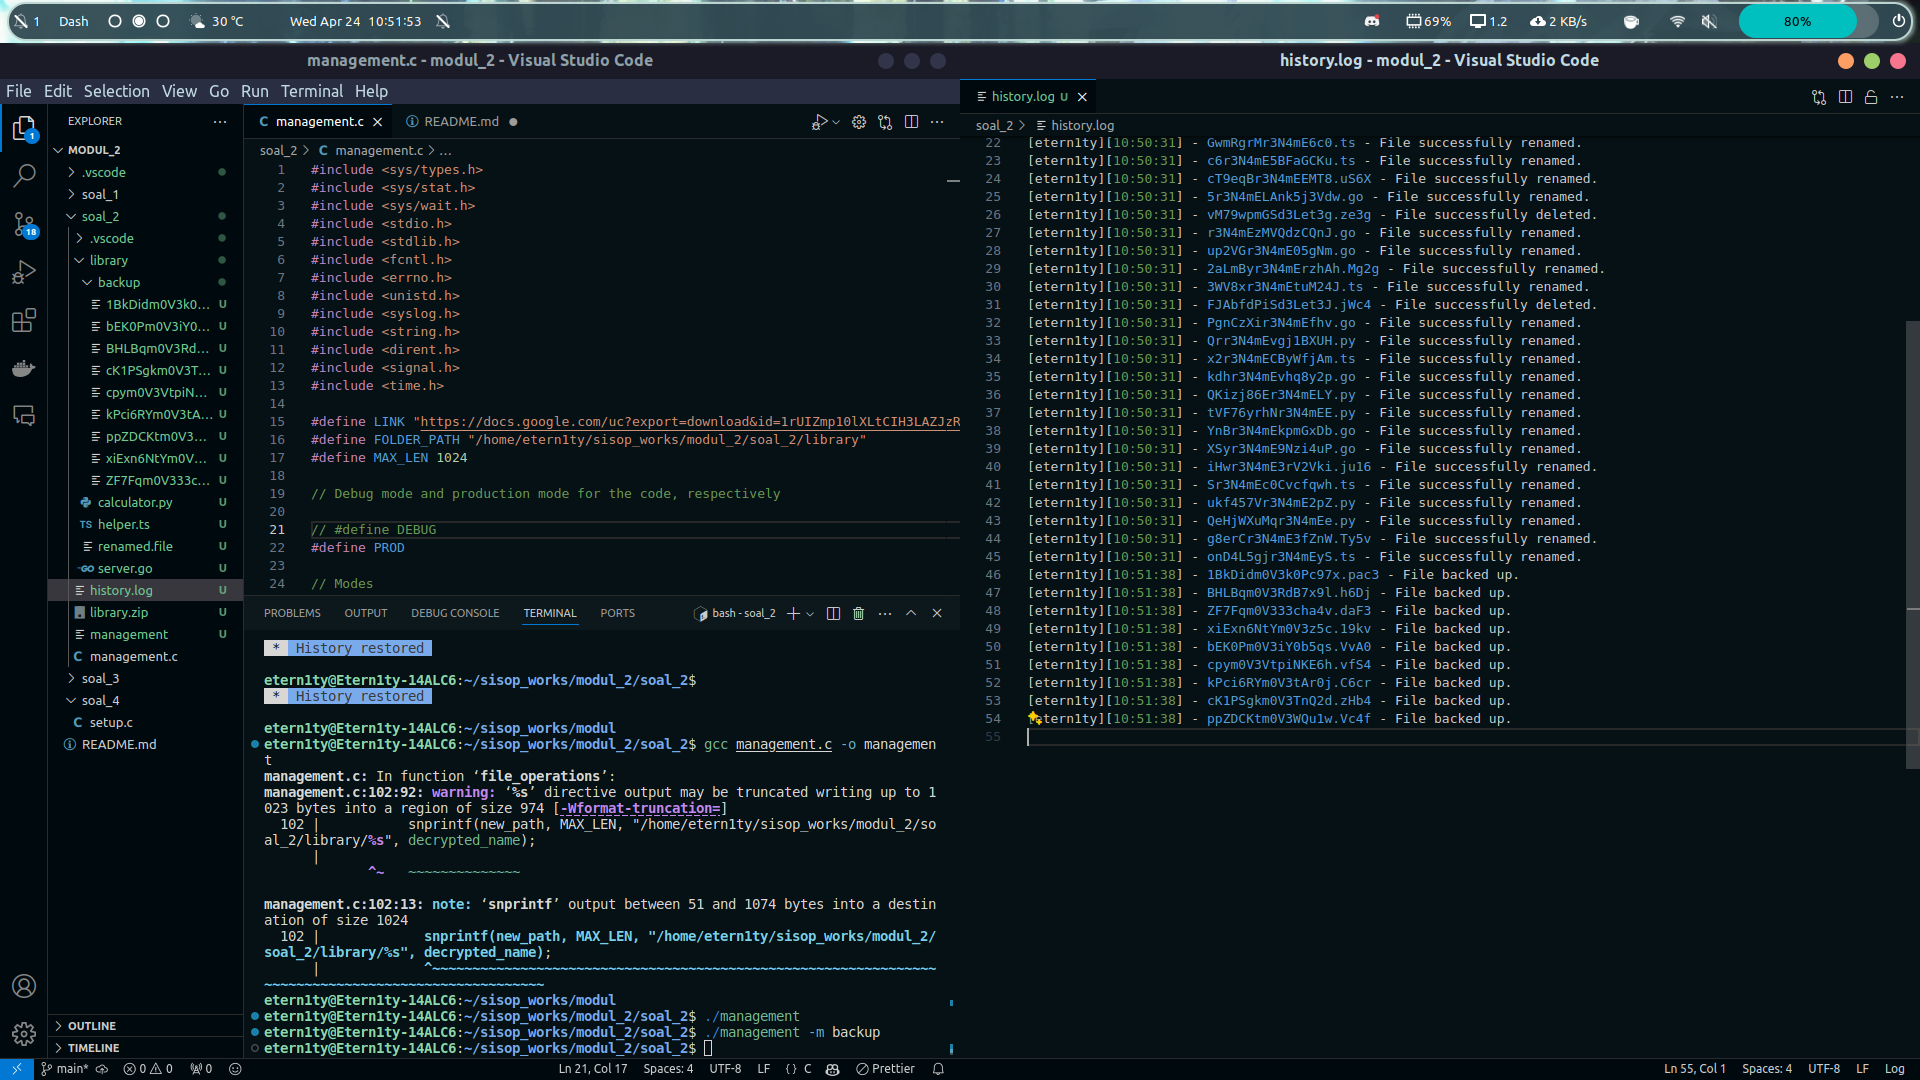 1 Dash 30 °C Wed Apr 24 10:51:53 69% 1.2 2 KB/s 80%
management.c - modul_2 - Visual Studio Code
File Edit Selection View Go Run Terminal Help
EXPLORER
MODUL_2
.vscode
soal_1
soal_2
.vscode
library
backup
1BkDidm0V3k0... U
bEK0Pm0V3iY0... U
BHLBqm0V3Rd... U
cK1PSgkm0V3T... U
cpym0V3VtpiN... U
kPci6RYm0V3tA... U
ppZDCKtm0V3... U
xiExn6NtYm0V... U
ZF7Fqm0V333c... U
calculator.py U
TS helper.ts U
renamed.file U
GO server.go U
history.log U
library.zip U
management U
C management.c
soal_3
soal_4
C setup.c
README.md
OUTLINE
TIMELINE
1
18
C management.c
README.md
soal_2 > C management.c > ...
1 #include <sys/types.h>
2 #include <sys/stat.h>
3 #include <sys/wait.h>
4 #include <stdio.h>
5 #include <stdlib.h>
6 #include <fcntl.h>
7 #include <errno.h>
8 #include <unistd.h>
9 #include <syslog.h>
10 #include <string.h>
11 #include <dirent.h>
12 #include <signal.h>
13 #include <time.h>
14
15 #define LINK "https://docs.google.com/uc?export=download&id=1rUIZmp10lXLtCIH3LAZJzR
16 #define FOLDER_PATH "/home/etern1ty/sisop_works/modul_2/soal_2/library"
17 #define MAX_LEN 1024
18
19 // Debug mode and production mode for the code, respectively
20
21 // #define DEBUG
22 #define PROD
23
24 // Modes
PROBLEMS OUTPUT DEBUG CONSOLE TERMINAL PORTS bash - soal_2
* History restored
etern1ty@Etern1ty-14ALC6:~/sisop_works/modul_2/soal_2$
* History restored
etern1ty@Etern1ty-14ALC6:~/sisop_works/modul
etern1ty@Etern1ty-14ALC6:~/sisop_works/modul_2/soal_2$ gcc management.c -o managemen
t
management.c: In function ‘file_operations’:
management.c:102:92: warning: ‘%s’ directive output may be truncated writing up to 1
023 bytes into a region of size 974 [-Wformat-truncation=]
102 | snprintf(new_path, MAX_LEN, "/home/etern1ty/sisop_works/modul_2/so
al_2/library/%s", decrypted_name);
|
^~ ~~~~~~~~~~~~~~
management.c:102:13: note: ‘snprintf’ output between 51 and 1074 bytes into a destin
ation of size 1024
102 | snprintf(new_path, MAX_LEN, "/home/etern1ty/sisop_works/modul_2/
soal_2/library/%s", decrypted_name);
| ^~~~~~~~~~~~~~~~~~~~~~~~~~~~~~~~~~~~~~~~~~~~~~~~~~~~~~~~~~~~~~~~
~~~~~~~~~~~~~~~~~~~~~~~~~~~~~~~~~~~
etern1ty@Etern1ty-14ALC6:~/sisop_works/modul
etern1ty@Etern1ty-14ALC6:~/sisop_works/modul_2/soal_2$ ./management
etern1ty@Etern1ty-14ALC6:~/sisop_works/modul_2/soal_2$ ./management -m backup
etern1ty@Etern1ty-14ALC6:~/sisop_works/modul_2/soal_2$
main* 0 0 0 Ln 21, Col 17 Spaces: 4 UTF-8 LF {} C Prettier
history.log - modul_2 - Visual Studio Code
history.log U
soal_2 > history.log
22 [etern1ty][10:50:31] - GwmRgrMr3N4mE6c0.ts - File successfully renamed.
23 [etern1ty][10:50:31] - c6r3N4mE5BFaGCKu.ts - File successfully renamed.
24 [etern1ty][10:50:31] - cT9eqBr3N4mEEMT8.uS6X - File successfully renamed.
25 [etern1ty][10:50:31] - 5r3N4mELAnk5j3Vdw.go - File successfully renamed.
26 [etern1ty][10:50:31] - vM79wpmGSd3Let3g.ze3g - File successfully deleted.
27 [etern1ty][10:50:31] - r3N4mEzMVQdzCQnJ.go - File successfully renamed.
28 [etern1ty][10:50:31] - up2VGr3N4mE05gNm.go - File successfully renamed.
29 [etern1ty][10:50:31] - 2aLmByr3N4mErzhAh.Mg2g - File successfully renamed.
30 [etern1ty][10:50:31] - 3WV8xr3N4mEtuM24J.ts - File successfully renamed.
31 [etern1ty][10:50:31] - FJAbfdPiSd3Let3J.jWc4 - File successfully deleted.
32 [etern1ty][10:50:31] - PgnCzXir3N4mEfhv.go - File successfully renamed.
33 [etern1ty][10:50:31] - Qrr3N4mEvgj1BXUH.py - File successfully renamed.
34 [etern1ty][10:50:31] - x2r3N4mECByWfjAm.ts - File successfully renamed.
35 [etern1ty][10:50:31] - kdhr3N4mEvhq8y2p.go - File successfully renamed.
36 [etern1ty][10:50:31] - QKizj86Er3N4mELY.py - File successfully renamed.
37 [etern1ty][10:50:31] - tVF76yrhNr3N4mEE.py - File successfully renamed.
38 [etern1ty][10:50:31] - YnBr3N4mEkpmGxDb.go - File successfully renamed.
39 [etern1ty][10:50:31] - XSyr3N4mE9Nzi4uP.go - File successfully renamed.
40 [etern1ty][10:50:31] - iHwr3N4mE3rV2Vki.ju16 - File successfully renamed.
41 [etern1ty][10:50:31] - Sr3N4mEc0Cvcfqwh.ts - File successfully renamed.
42 [etern1ty][10:50:31] - ukf457Vr3N4mE2pZ.py - File successfully renamed.
43 [etern1ty][10:50:31] - QeHjWXuMqr3N4mEe.py - File successfully renamed.
44 [etern1ty][10:50:31] - g8erCr3N4mE3fZnW.Ty5v - File successfully renamed.
45 [etern1ty][10:50:31] - onD4L5gjr3N4mEyS.ts - File successfully renamed.
46 [etern1ty][10:51:38] - 1BkDidm0V3k0Pc97x.pac3 - File backed up.
47 [etern1ty][10:51:38] - BHLBqm0V3RdB7x9l.h6Dj - File backed up.
48 [etern1ty][10:51:38] - ZF7Fqm0V333cha4v.daF3 - File backed up.
49 [etern1ty][10:51:38] - xiExn6NtYm0V3z5c.19kv - File backed up.
50 [etern1ty][10:51:38] - bEK0Pm0V3iY0b5qs.VvA0 - File backed up.
51 [etern1ty][10:51:38] - cpym0V3VtpiNKE6h.vfS4 - File backed up.
52 [etern1ty][10:51:38] - kPci6RYm0V3tAr0j.C6cr - File backed up.
53 [etern1ty][10:51:38] - cK1PSgkm0V3TnQ2d.zHb4 - File backed up.
54 [etern1ty][10:51:38] - ppZDCKtm0V3WQu1w.Vc4f - File backed up.
55
Ln 55, Col 1 Spaces: 4 UTF-8 LF Log